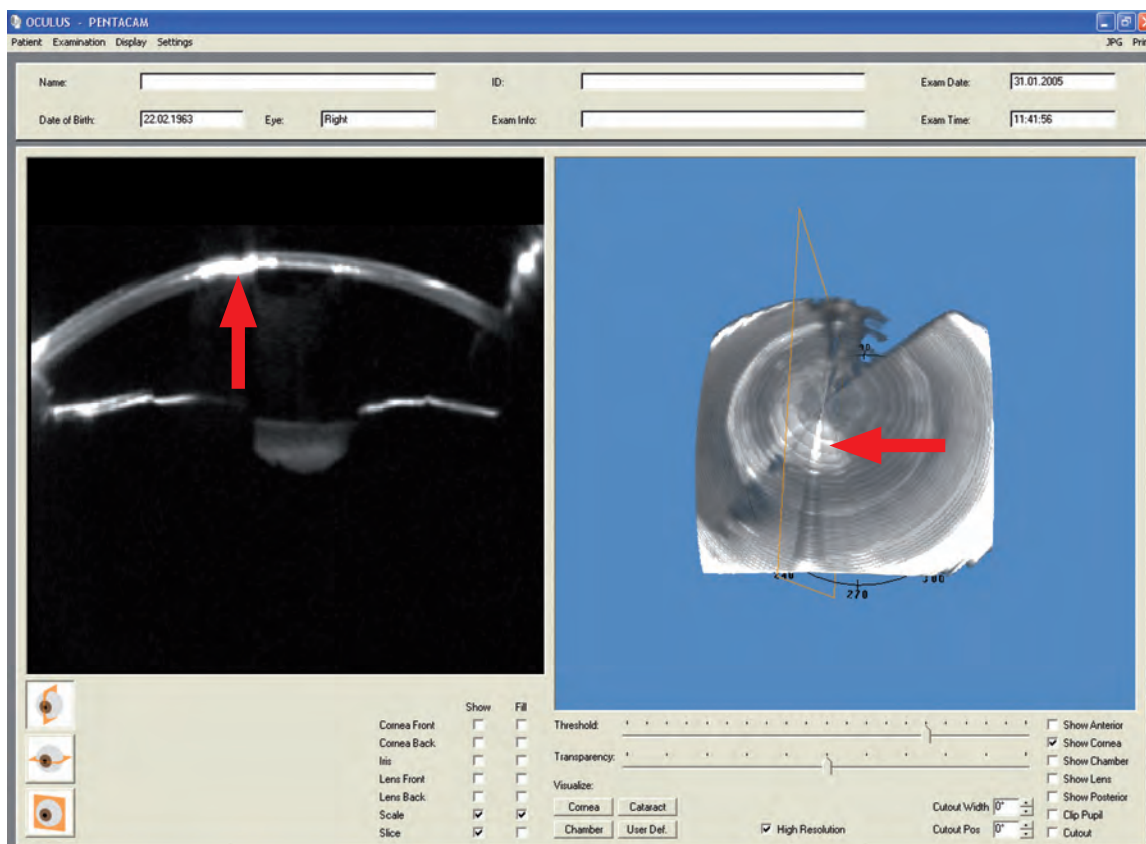 OCULUS - PENTACAM
Patient Examination Display Settings JPG Prin
Name: ID: Exam Date: 31.01.2005
Date of Birth: 22.02.1963 Eye: Right Exam Info: Exam Time: 11:41:56
240 270 300
Show Fill
Cornea Front
Cornea Back
Iris
Lens Front
Lens Back
Scale
Slice
Threshold:
Transparency:
Visualize:
Cornea Cataract
Chamber User Def.
High Resolution
Cutout Width 0°
Cutout Pos 0°
Show Anterior
Show Cornea
Show Chamber
Show Lens
Show Posterior
Clip Pupil
Cutout